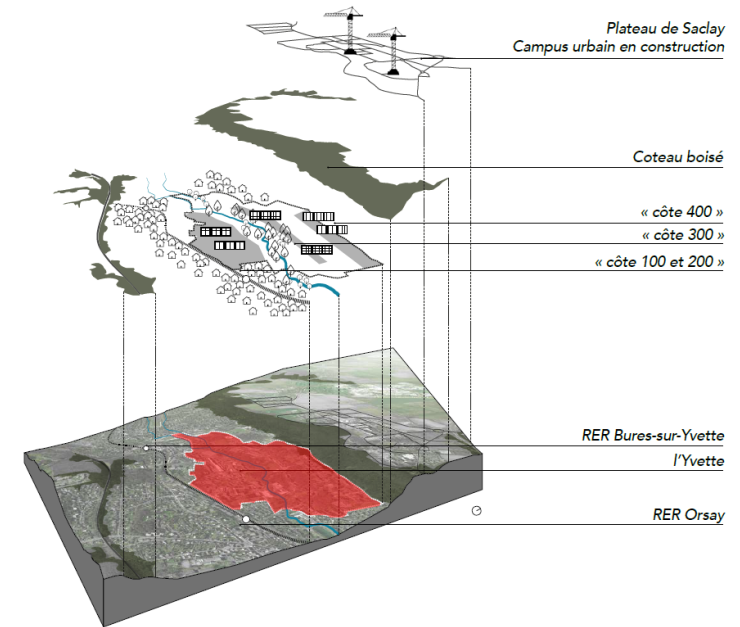 Plateau de Saclay
Campus urbain en construction
Coteau boisé
« côte 400 »
« côte 300 »
« côte 100 et 200 »
RER Bures-sur-Yvette
l'Yvette
RER Orsay